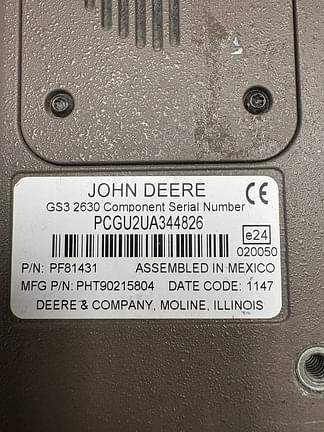 JOHN DEERE
GS3 2630 Component Serial Number
PCGU2UA344826
e24
020050
P/N: PF81431 ASSEMBLED IN MEXICO
MFG P/N: PHT90215804 DATE CODE: 1147
DEERE & COMPANY, MOLINE, ILLINOIS